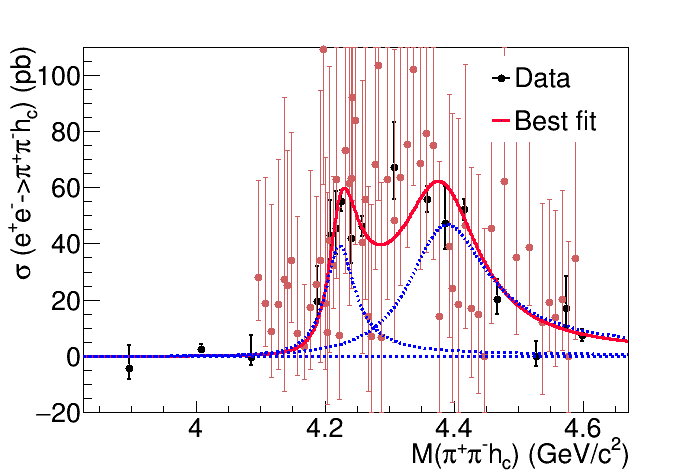 σ (e⁺e⁻->π⁺π⁻h_c) (pb)
100
80
60
40
20
0
−20
Data
Best fit
4
4.2
4.4
4.6
M(π⁺π⁻h_c) (GeV/c²)